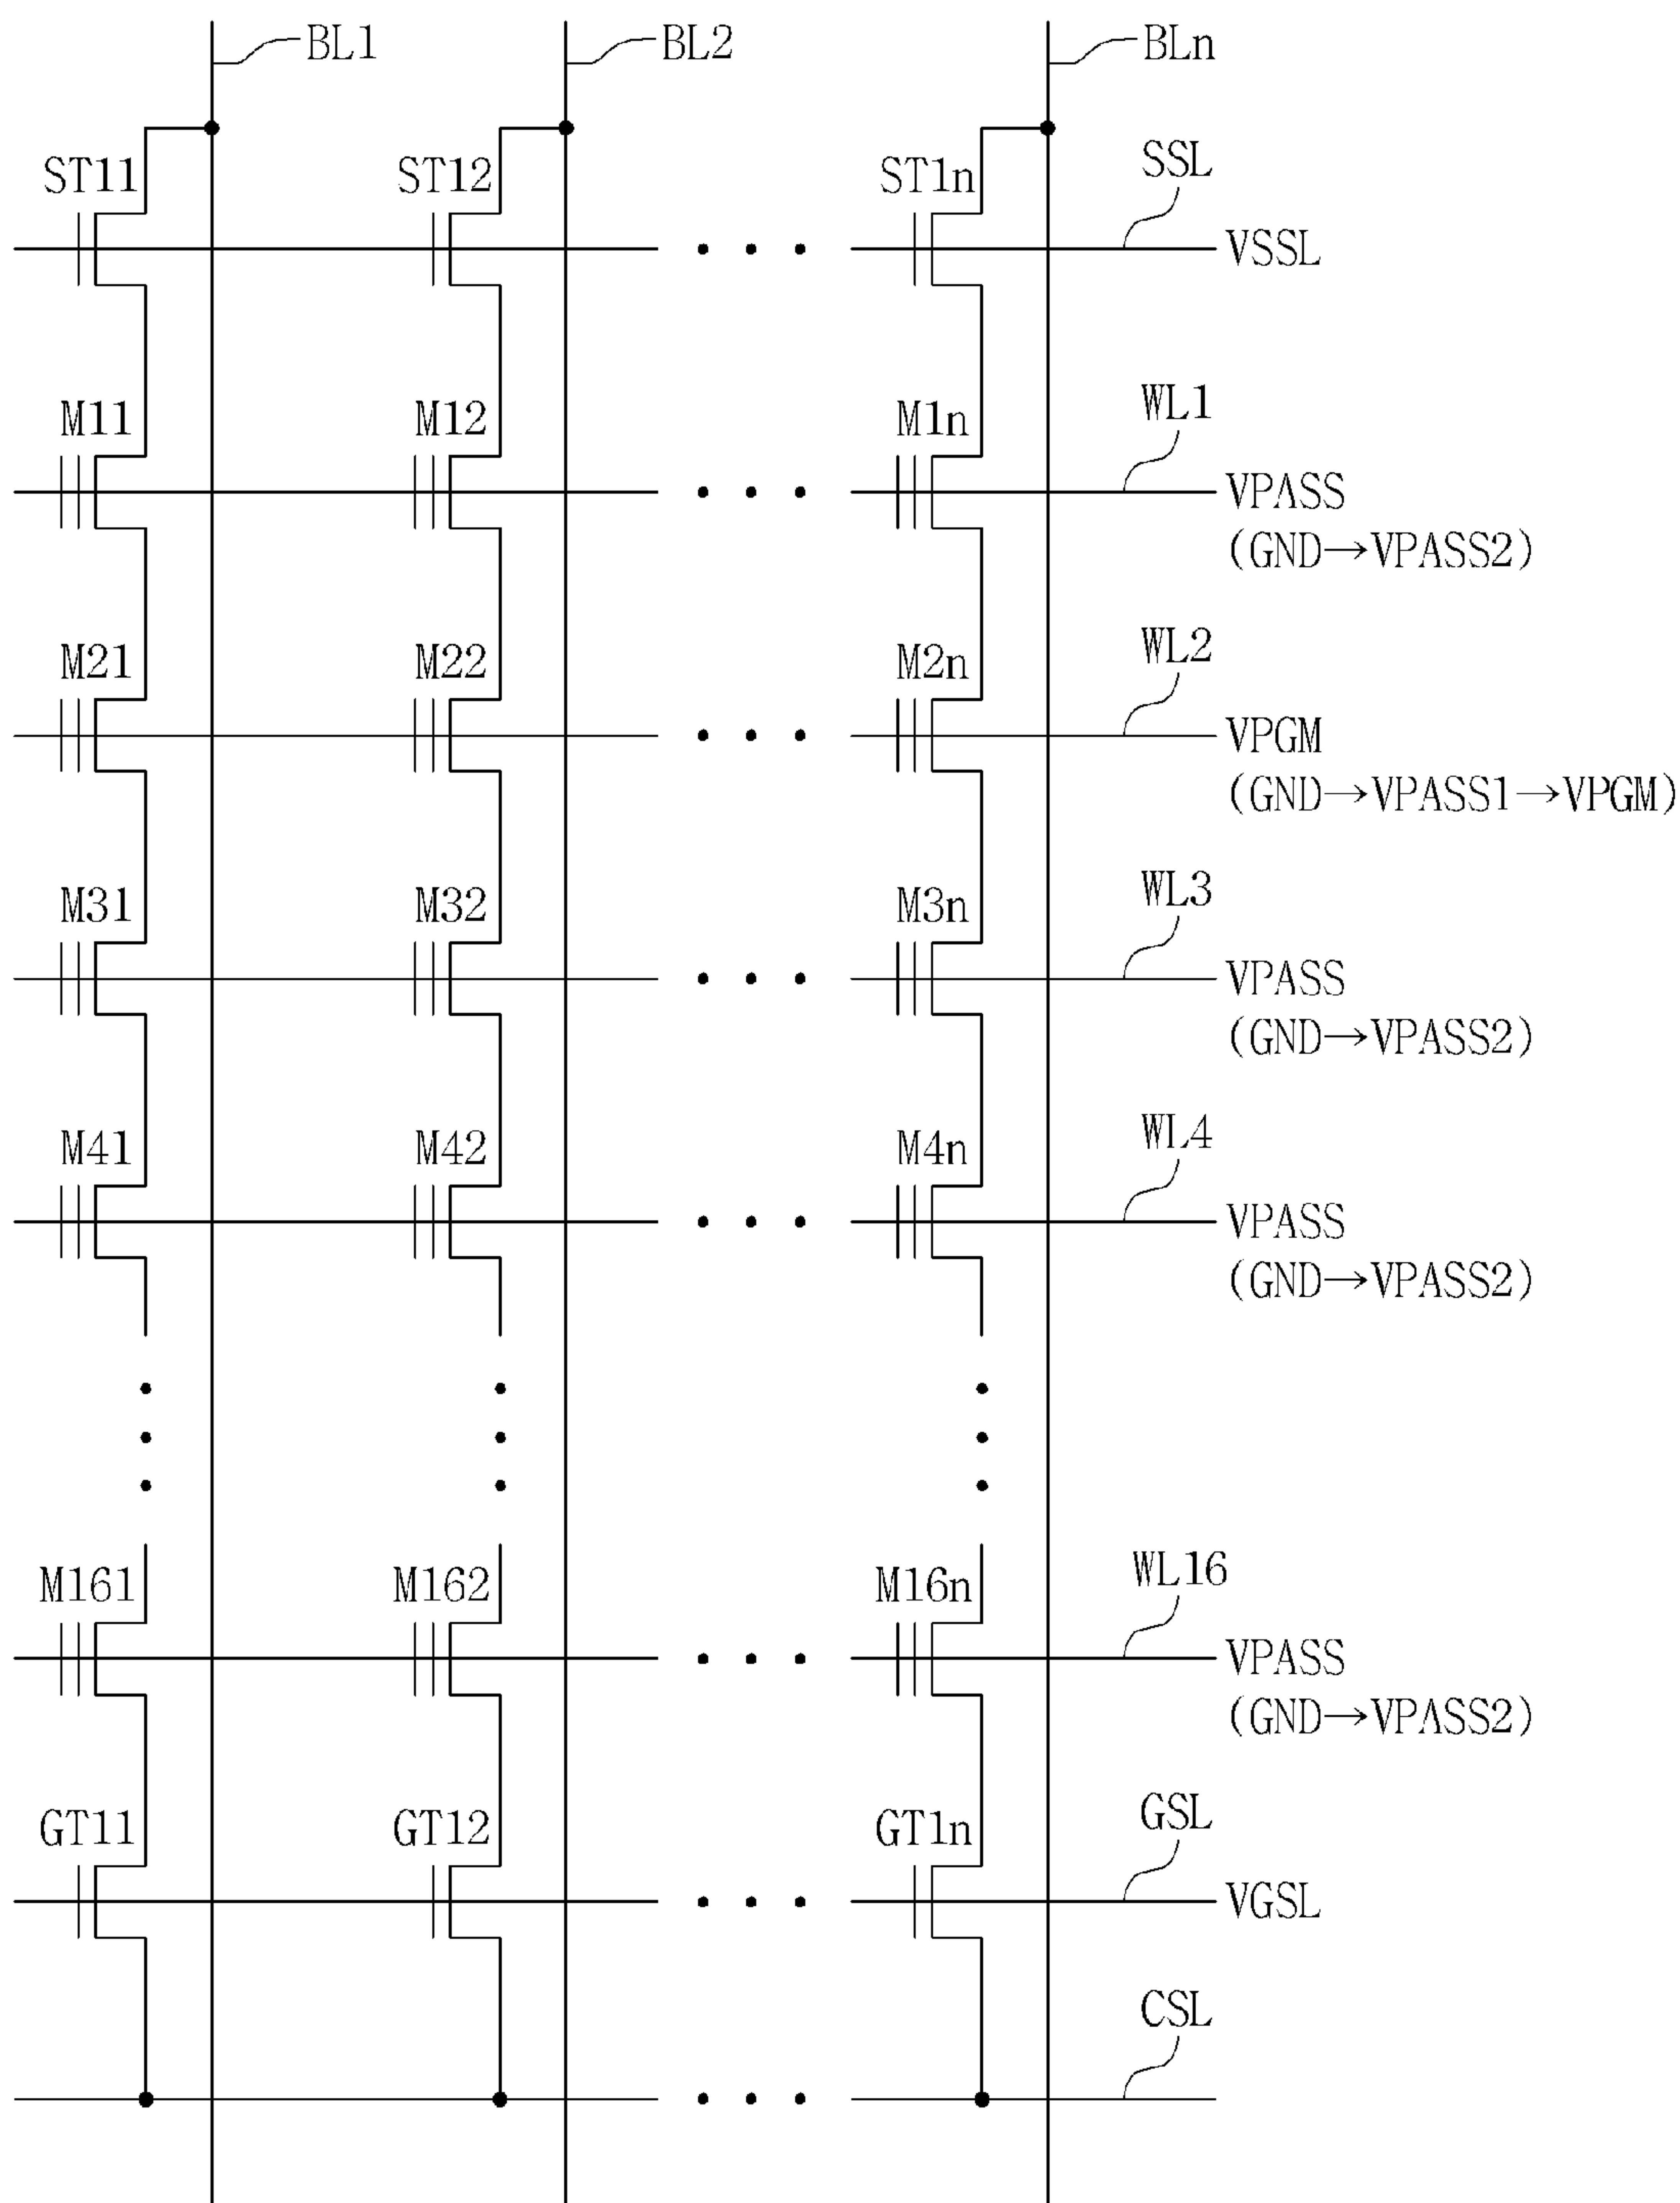 BL1 BL2 BLn
ST11 ST12 ST1n SSL
VSSL
M11 M12 M1n WL1
VPASS
(GND→VPASS2)
M21 M22 M2n WL2
VPGM
(GND→VPASS1→VPGM)
M31 M32 M3n WL3
VPASS
(GND→VPASS2)
M41 M42 M4n WL4
VPASS
(GND→VPASS2)
M161 M162 M16n WL16
VPASS
(GND→VPASS2)
GT11 GT12 GT1n GSL
VGSL
CSL